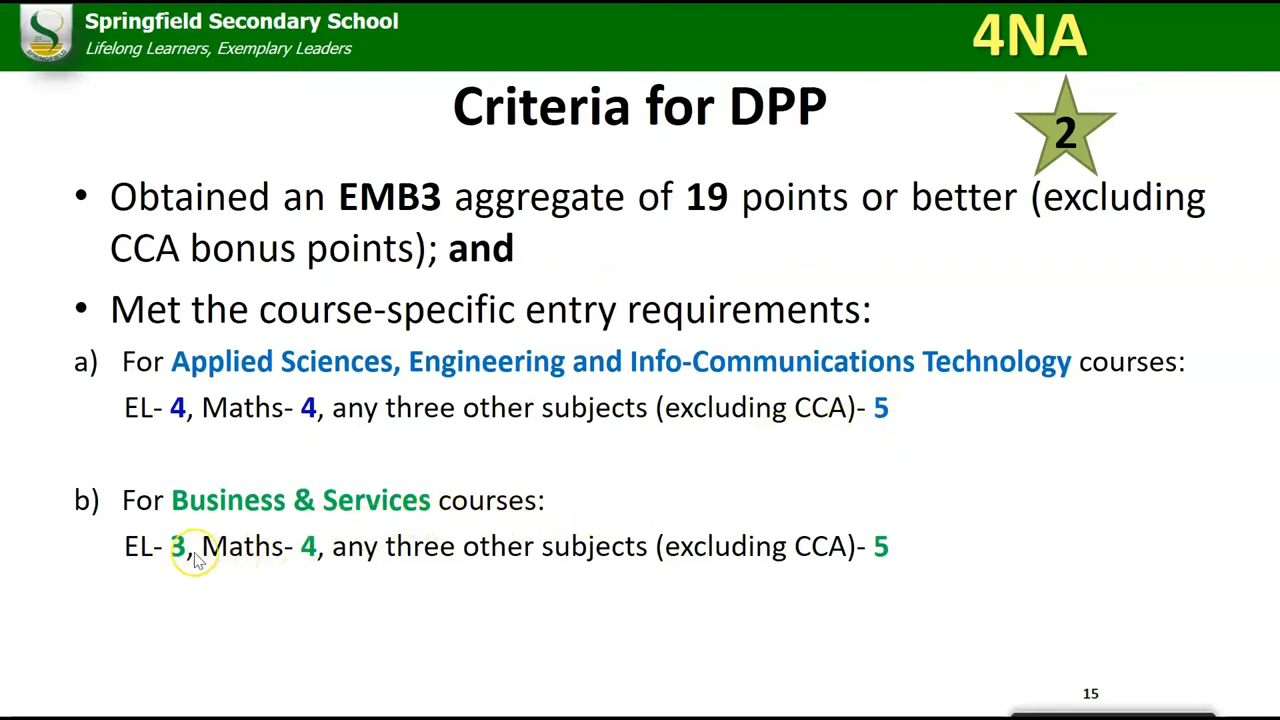 Springfield Secondary School
Lifelong Learners, Exemplary Leaders
4NA
SPRINGFIELD
Criteria for DPP
2
• Obtained an EMB3 aggregate of 19 points or better (excluding
CCA bonus points); and
• Met the course-specific entry requirements:
a) For Applied Sciences, Engineering and Info-Communications Technology courses:
EL- 4, Maths- 4, any three other subjects (excluding CCA)- 5
b) For Business & Services courses:
EL- 3, Maths- 4, any three other subjects (excluding CCA)- 5
15